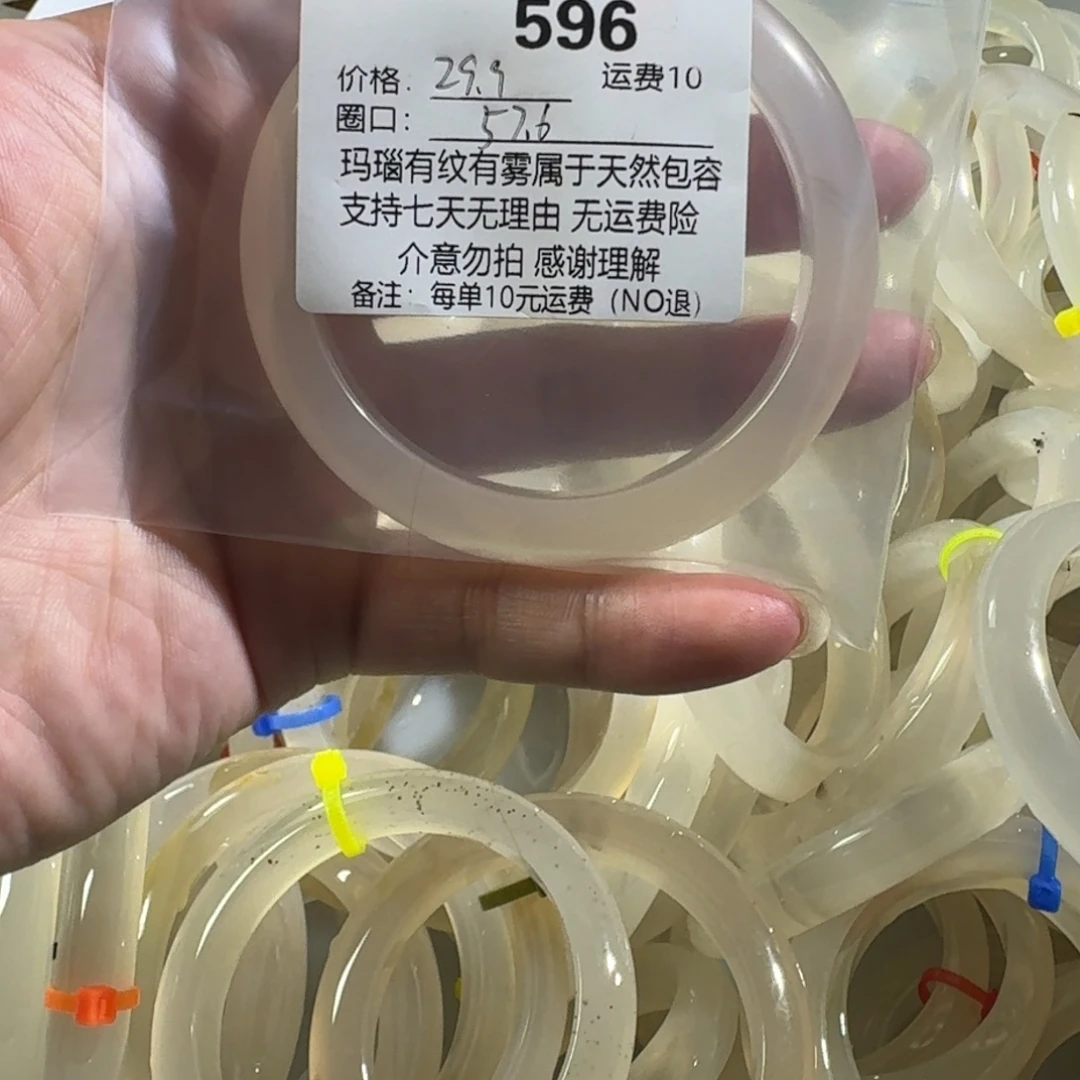 596
价格: 29.9 运费10
圈口: 57.6
玛瑙有纹有雾属于天然包容
支持七天无理由 无运费险
介意勿拍 感谢理解
备注: 每单10元运费 (NO退)